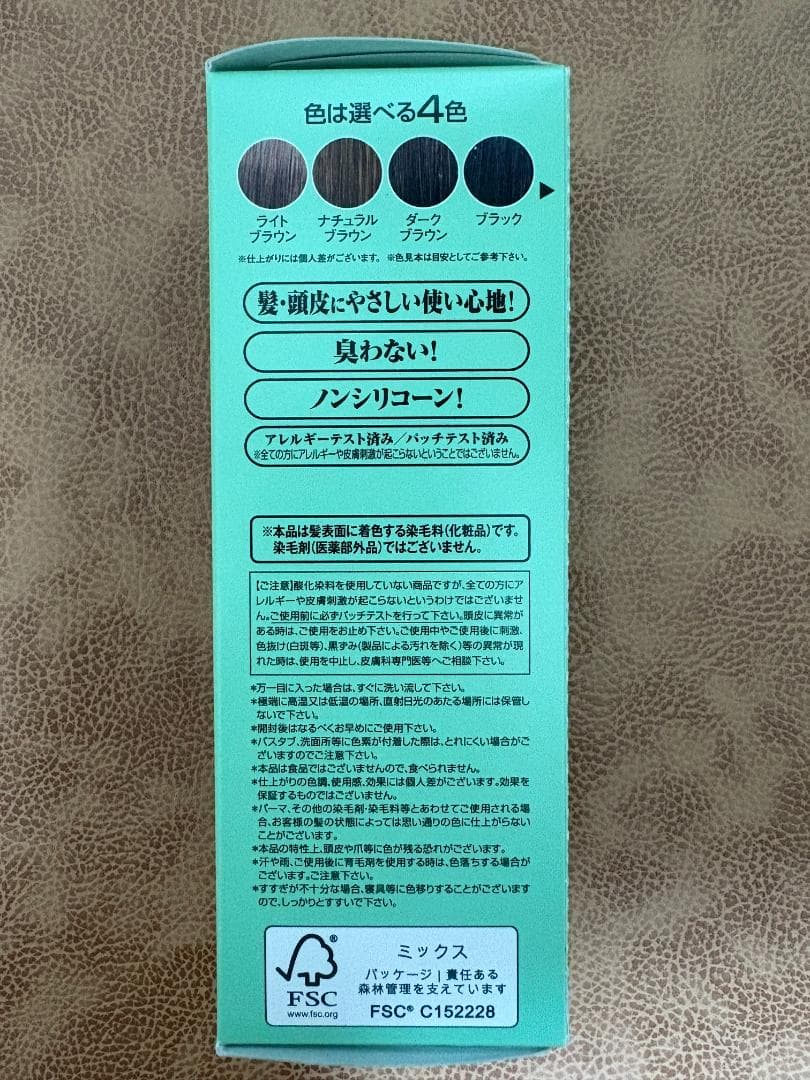 色は選べる4色
ライト
ブラウン
ナチュラル
ブラウン
ダーク
ブラウン
ブラック
※仕上がりには個人差がございます。 ※色見本は目安としてご参考下さい。
髪・頭皮にやさしい使い心地!
臭わない!
ノンシリコーン!
アレルギーテスト済み/パッチテスト済み
※全ての方にアレルギーや皮膚刺激が起こらないということではございません。
※本品は髪表面に着色する染毛料(化粧品)です。
染毛剤(医薬部外品)ではございません。
【ご注意】酸化染料を使用していない商品ですが、全ての方にア
レルギーや皮膚刺激が起こらないというわけではございませ
ん。ご使用前に必ずパッチテストを行って下さい。頭皮に異常が
ある時は、ご使用をお止め下さい。ご使用中やご使用後に刺激、
色抜け(白斑等)、黒ずみ(製品による汚れを除く)等の異常が現
れた時は、使用を中止し、皮膚科専門医等へご相談下さい。
*万一目に入った場合は、すぐに洗い流して下さい。
*極端に高温又は低温の場所、直射日光のあたる場所には保管し
ないで下さい。
*開封後はなるべくお早めにご使用下さい。
*バスタブ、洗面所等に色素が付着した際は、とれにくい場合がご
ざいますのでご注意下さい。
*本品は食品ではございませんので、食べられません。
*仕上がりの色調、使用感、効果には個人差がございます。効果を
保証するものではございません。
*パーマ、その他の染毛剤・染毛料等とあわせてご使用される場
合、お客様の髪の状態によっては思い通りの色に仕上がらない
ことがございます。
*本品の特性上、頭皮や爪等に色が残る恐れがございます。
*汗や雨、ご使用後に育毛剤を使用する時は、色落ちする場合が
ございます。ご注意下さい。
*すすぎが不十分な場合、寝具等に色移りすることがございます
ので、しっかりとすすいで下さい。
®
FSC
www.fsc.org
ミックス
パッケージ|責任ある
森林管理を支えています
FSC® C152228